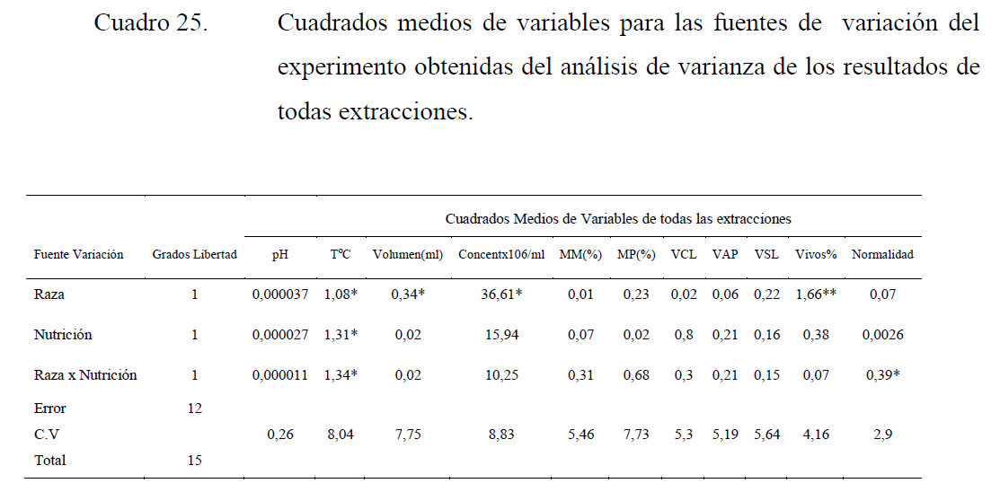 Cuadro 25. Cuadrados medios de variables para las fuentes de variación del
experimento obtenidas del análisis de varianza de los resultados de
todas extracciones.
Cuadrados Medios de Variables de todas las extracciones
Fuente Variación Grados Libertad pH TºC Volumen(ml) Concentx106/ml MM(%) MP(%) VCL VAP VSL Vivos% Normalidad
Raza 1 0,000037 1,08* 0,34* 36,61* 0,01 0,23 0,02 0,06 0,22 1,66** 0,07
Nutrición 1 0,000027 1,31* 0,02 15,94 0,07 0,02 0,8 0,21 0,16 0,38 0,0026
Raza x Nutrición 1 0,000011 1,34* 0,02 10,25 0,31 0,68 0,3 0,21 0,15 0,07 0,39*
Error 12
C.V 0,26 8,04 7,75 8,83 5,46 7,73 5,3 5,19 5,64 4,16 2,9
Total 15